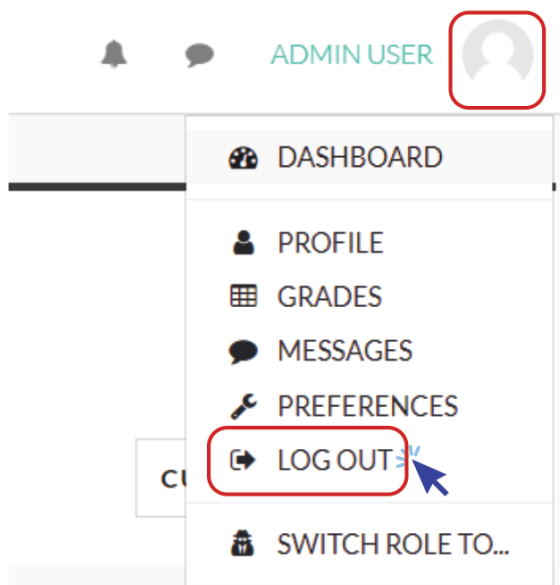 ADMIN USER
DASHBOARD
PROFILE
GRADES
MESSAGES
PREFERENCES
LOG OUT
SWITCH ROLE TO...